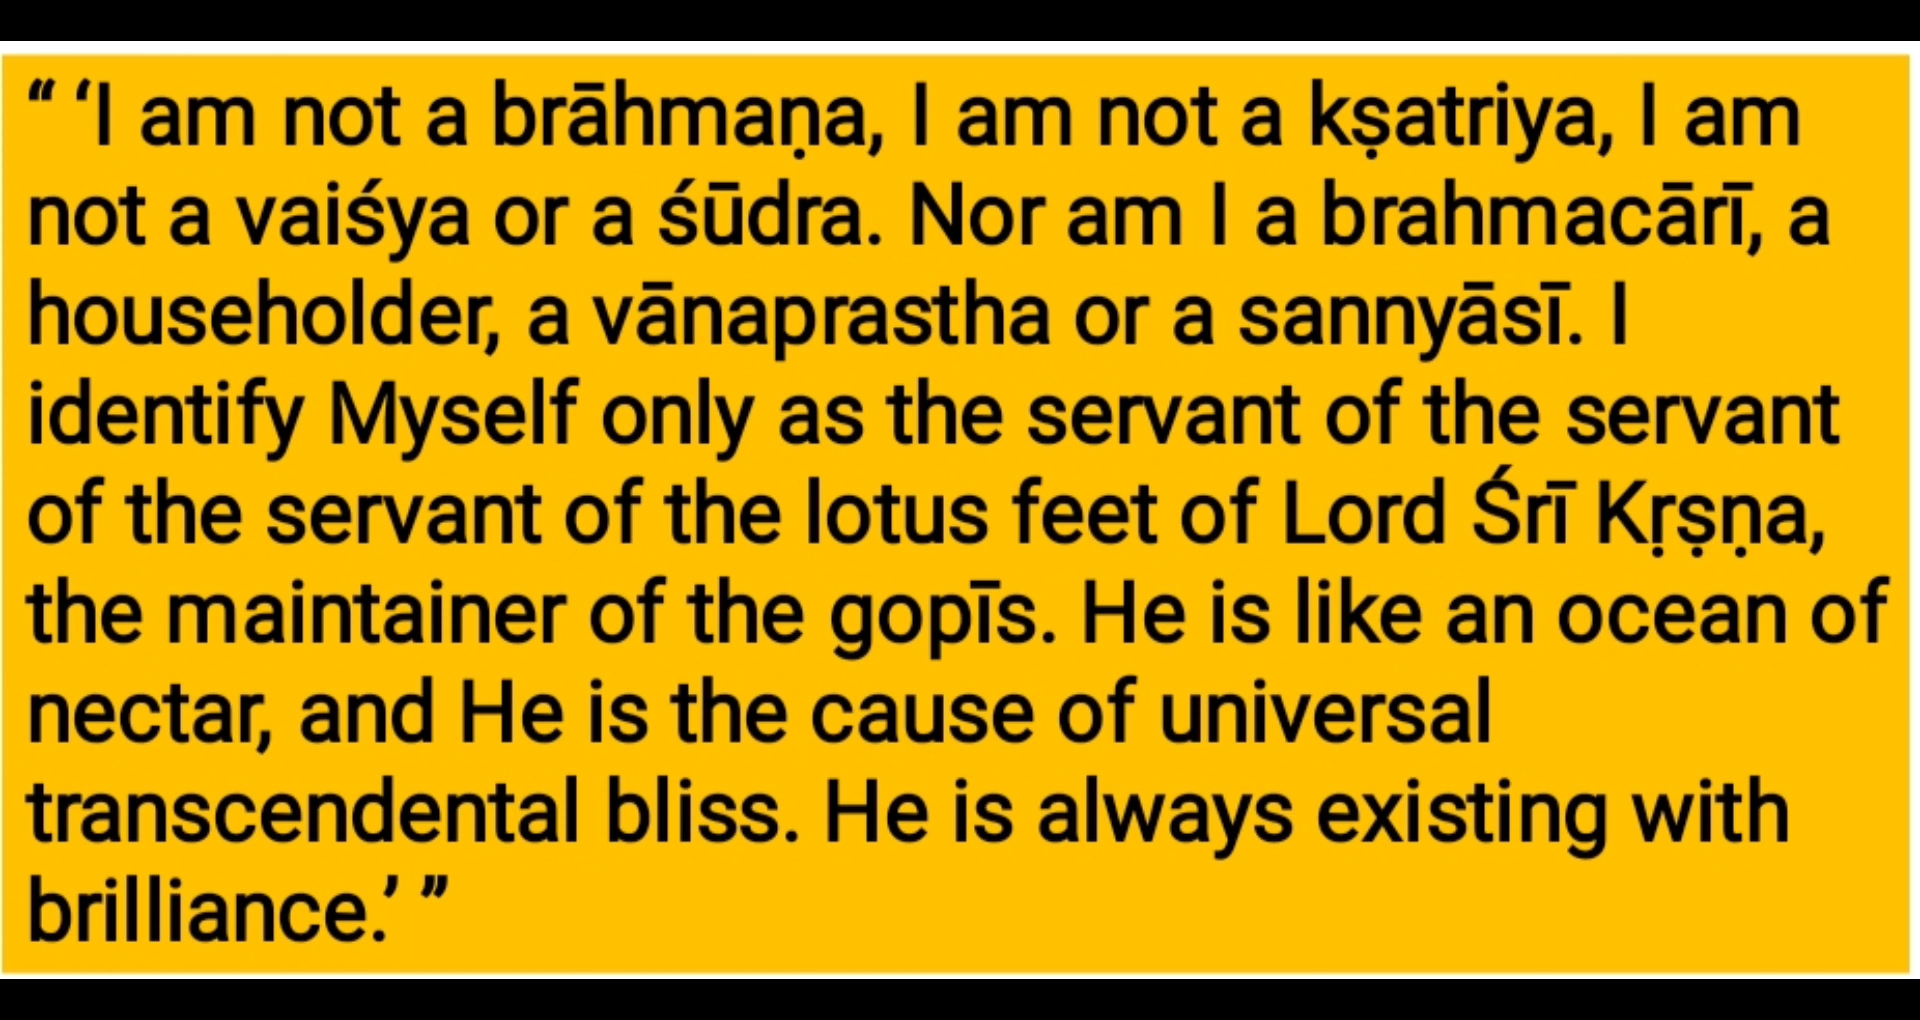 “ ‘I am not a brāhmaṇa, I am not a kṣatriya, I am
not a vaiśya or a śūdra. Nor am I a brahmacārī, a
householder, a vānaprastha or a sannyāsī. I
identify Myself only as the servant of the servant
of the servant of the lotus feet of Lord Śrī Kṛṣṇa,
the maintainer of the gopīs. He is like an ocean of
nectar, and He is the cause of universal
transcendental bliss. He is always existing with
brilliance.’ ”